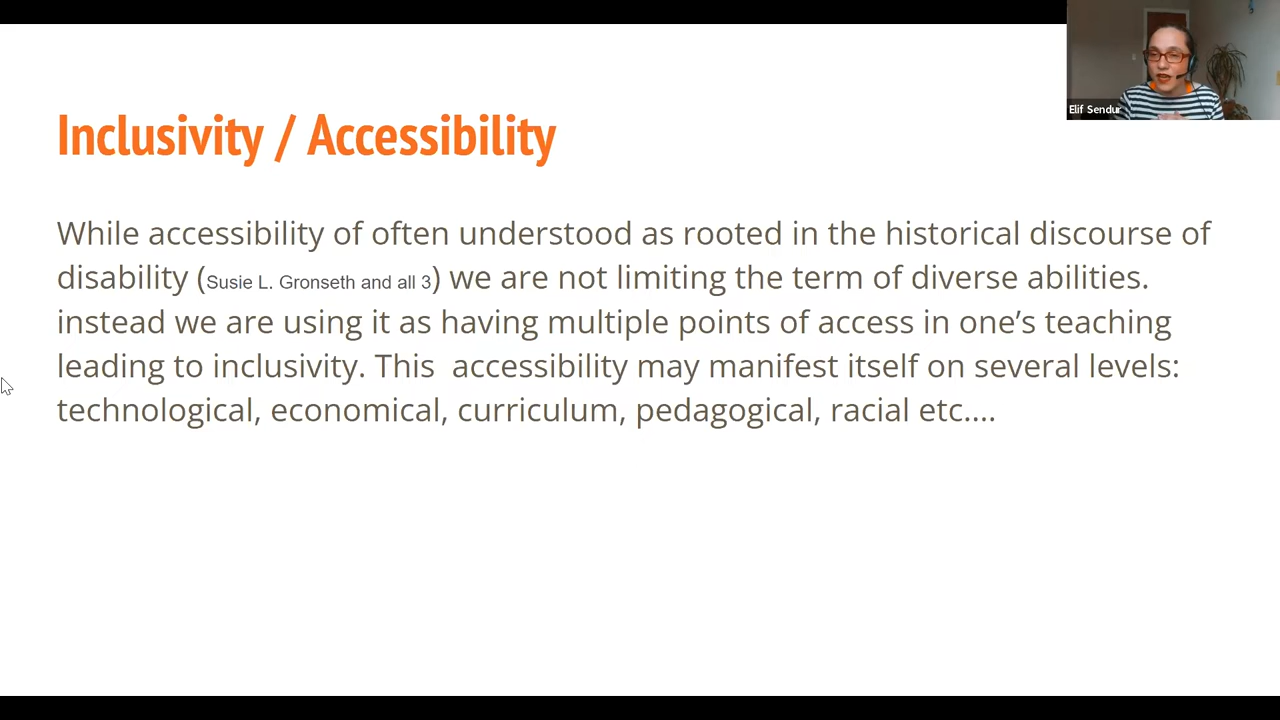 Inclusivity / Accessibility
While accessibility of often understood as rooted in the historical discourse of
disability (Susie L. Gronseth and all 3) we are not limiting the term of diverse abilities.
instead we are using it as having multiple points of access in one’s teaching
leading to inclusivity. This  accessibility may manifest itself on several levels:
technological, economical, curriculum, pedagogical, racial etc....
Elif Sendur